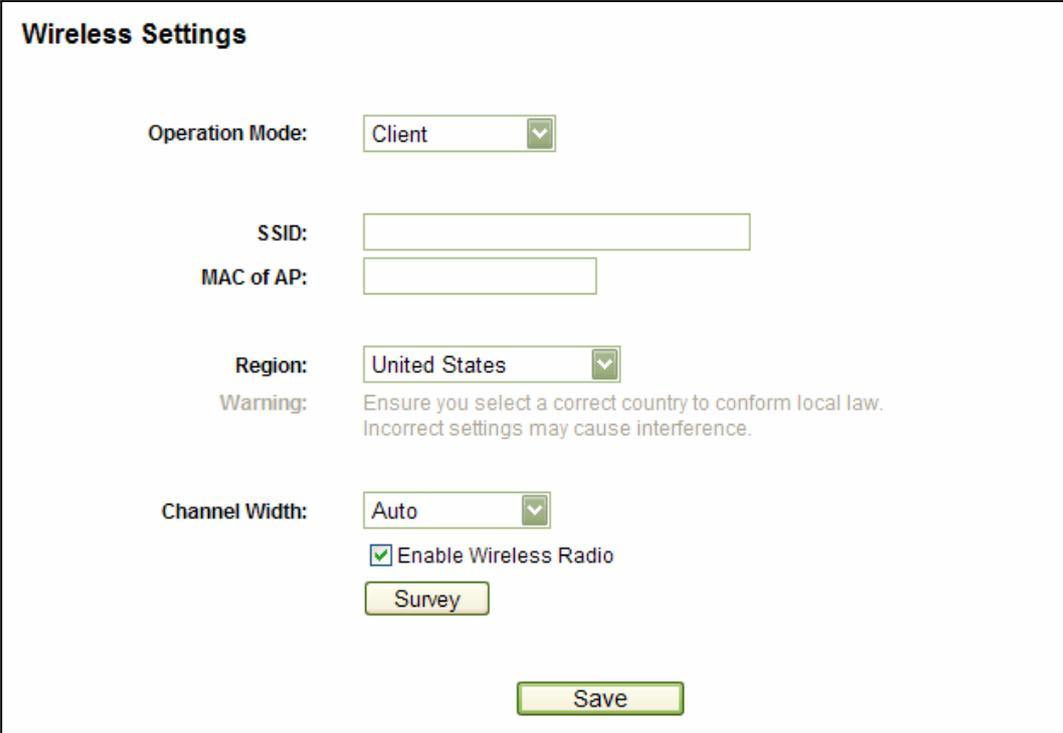 Wireless Settings
Operation Mode: Client
SSID:
MAC of AP:
Region: United States
Warning: Ensure you select a correct country to conform local law.
Incorrect settings may cause interference.
Channel Width: Auto
Enable Wireless Radio
Survey
Save